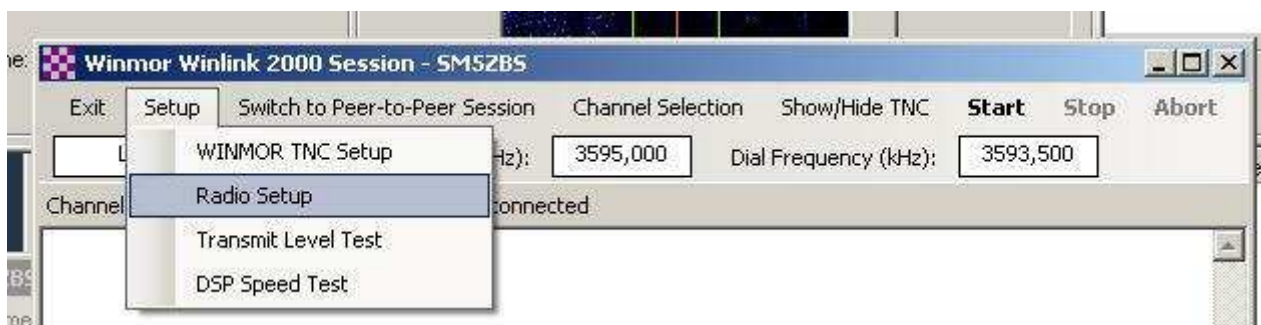 Winmor Winlink 2000 Session - SM5ZBS
Exit Setup Switch to Peer-to-Peer Session Channel Selection Show/Hide TNC Start Stop Abort
WINMOR TNC Setup
Hz): 3595,000 Dial Frequency (kHz): 3593,500
Radio Setup
Channel
Transmit Level Test
DSP Speed Test